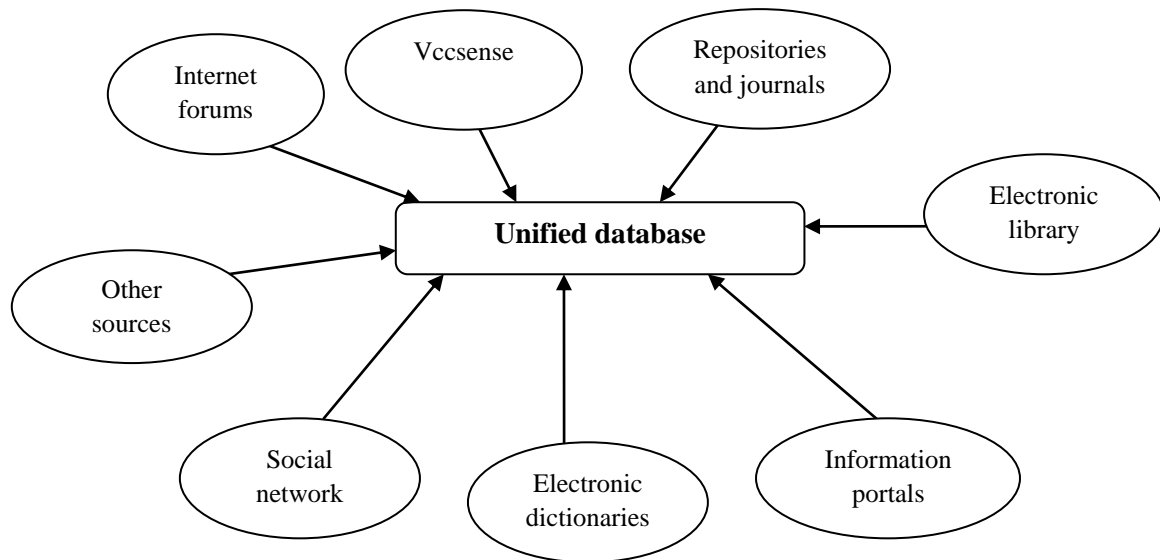 Internet
forums
Vccsense
Repositories
and journals
Electronic
library
Unified database
Other
sources
Social
network
Electronic
dictionaries
Information
portals